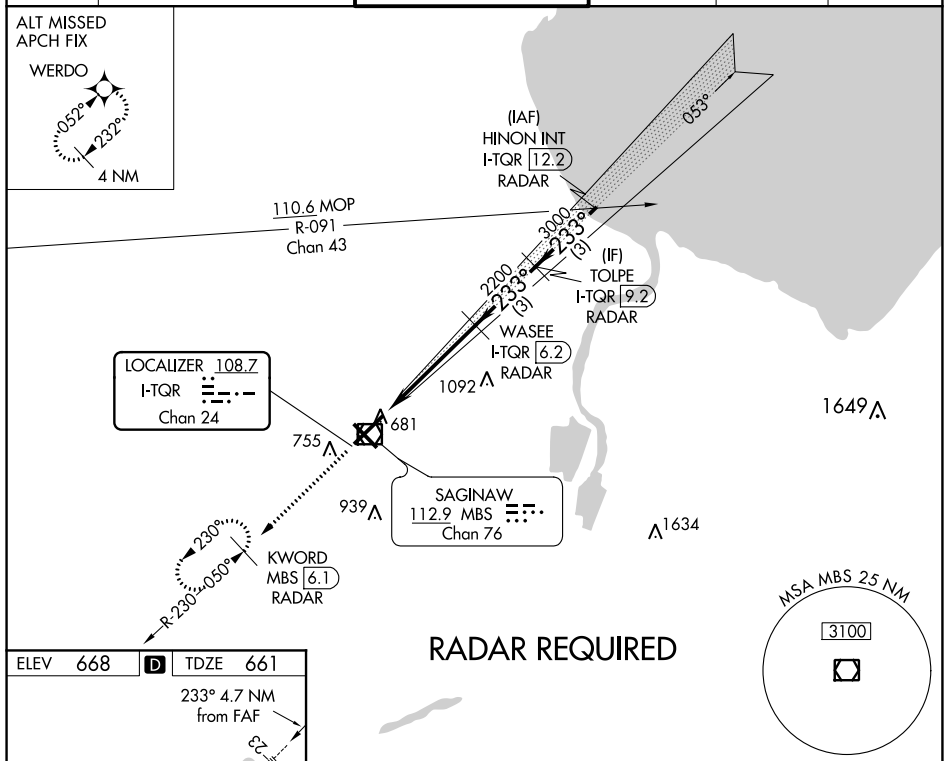 ALT MISSED
APCH FIX
WERDO
052°
232°
4 NM
(IAF)
HINON INT
I-TQR 12.2
RADAR
053°
110.6 MOP
R-091
Chan 43
3000
233°
(3)
(IF)
TOLPE
I-TQR 9.2
RADAR
2200
233°
(3)
WASEE
I-TQR 6.2
RADAR
LOCALIZER 108.7
I-TQR
Chan 24
1092
1649
681
755
SAGINAW
112.9 MBS
Chan 76
939
1634
230°
050°
R-230
KWORD
MBS 6.1
RADAR
MSA MBS 25 NM
3100
RADAR REQUIRED
ELEV 668 D TDZE 661
233° 4.7 NM
from FAF
23